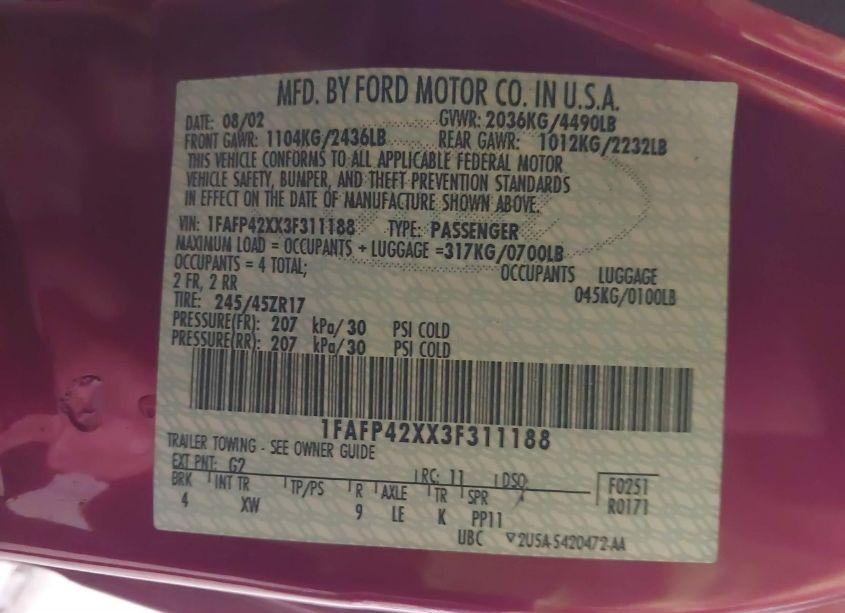 MFD. BY FORD MOTOR CO. IN U.S.A.
DATE: 08/02 GVWR: 2036KG/4490LB
FRONT GAWR: 1104KG/2436LB REAR GAWR: 1012KG/2232LB
THIS VEHICLE CONFORMS TO ALL APPLICABLE FEDERAL MOTOR
VEHICLE SAFETY, BUMPER, AND THEFT PREVENTION STANDARDS
IN EFFECT ON THE DATE OF MANUFACTURE SHOWN ABOVE.
VIN: 1FAFP42XX3F311188 TYPE: PASSENGER
MAXIMUM LOAD = OCCUPANTS + LUGGAGE =317KG/0700LB
OCCUPANTS = 4 TOTAL; OCCUPANTS LUGGAGE
2 FR, 2 RR 045KG/0100LB
TIRE: 245/45ZR17
PRESSURE(FR): 207 kPa/30 PSI COLD
PRESSURE(RR): 207 kPa/30 PSI COLD
1FAFP42XX3F311188
TRAILER TOWING - SEE OWNER GUIDE
EXT PNT: G2 RC: 11 DSO: F0251
BRK INT TR TP/PS R AXLE TR SPR R0171
4 XW 9 LE K PP11
UBC ▽2U5A-5420472-AA